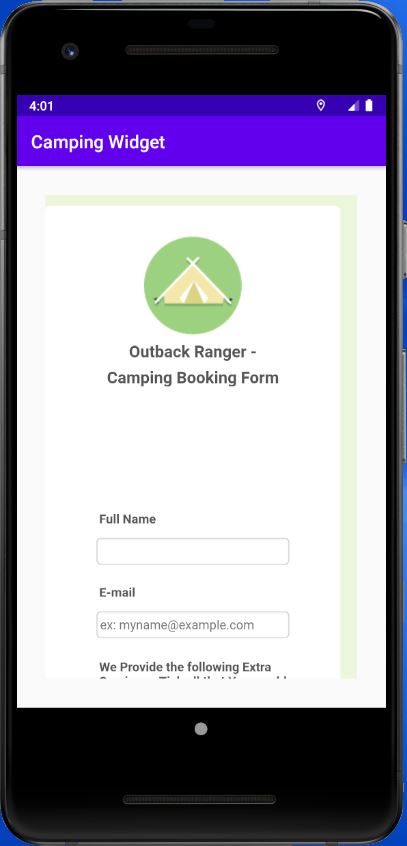 4:01
Camping Widget
Outback Ranger -
Camping Booking Form
Full Name
E-mail
ex: myname@example.com
We Provide the following Extra